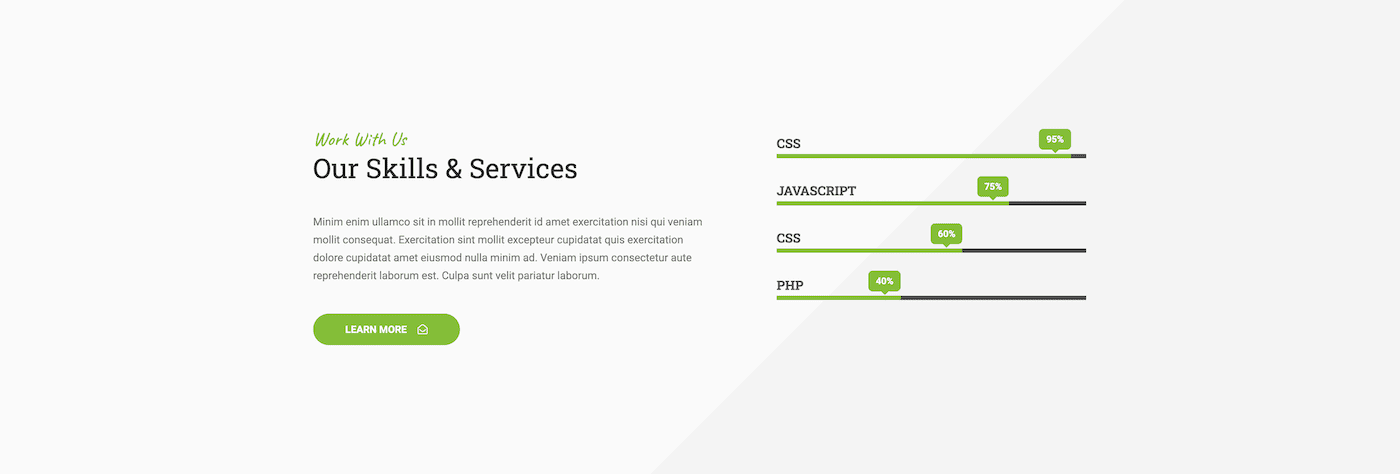 Work With Us
Our Skills & Services
Minim enim ullamco sit in mollit reprehenderit id amet exercitation nisi qui veniam
mollit consequat. Exercitation sint mollit excepteur cupidatat quis exercitation
dolore cupidatat amet eiusmod nulla minim ad. Veniam ipsum consectetur aute
reprehenderit laborum est. Culpa sunt velit pariatur laborum.
LEARN MORE
CSS 95%
JAVASCRIPT 75%
CSS 60%
PHP 40%